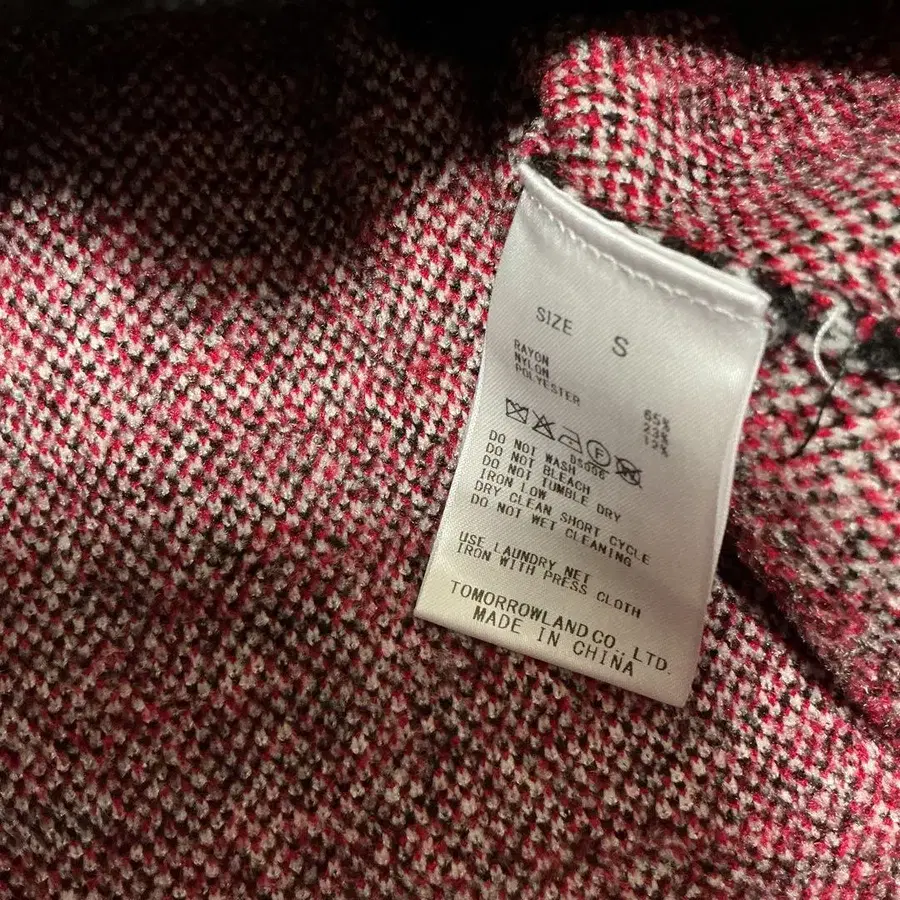 SIZE S
RAYON 65%
NYLON 23%
POLYESTER 12%
F
DS006
DO NOT WASH
DO NOT BLEACH
DO NOT TUMBLE DRY
IRON LOW
DRY CLEAN SHORT CYCLE
DO NOT WET CLEANING
USE LAUNDRY NET
IRON WITH PRESS CLOTH
TOMORROWLAND CO., LTD
MADE IN CHINA